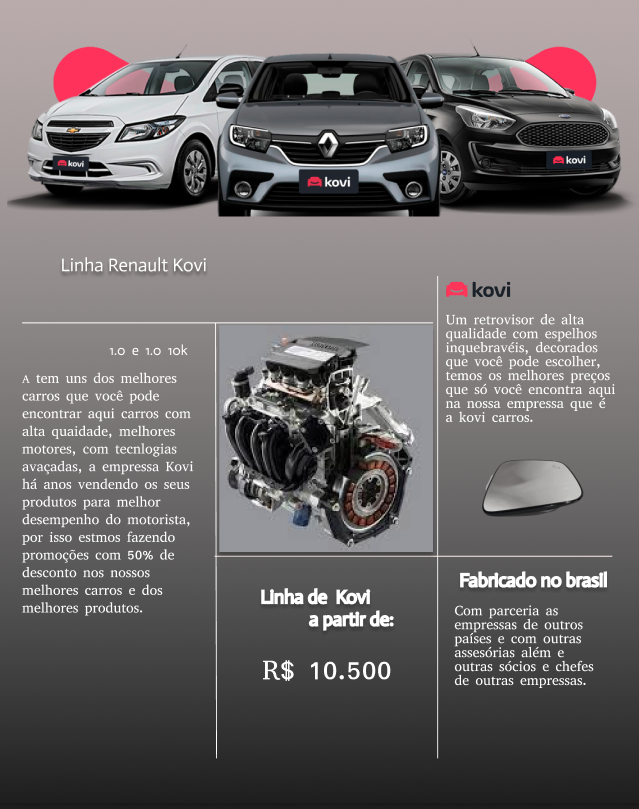 kovi
kovi
kovi
Linha Renault Kovi
1.0 e 1.0 10k
A tem uns dos melhores
carros que você pode
encontrar aqui carros com
alta quaidade, melhores
motores, com tecnlogias
avaçadas, a empressa Kovi
há anos vendendo os seus
produtos para melhor
desempenho do motorista,
por isso estmos fazendo
promoções com 50% de
desconto nos nossos
melhores carros e dos
melhores produtos.
Linha de Kovi
a partir de:
R$ 10.500
kovi
Um retrovisor de alta
qualidade com espelhos
inquebravéis, decorados
que você pode escolher,
temos os melhores preços
que só você encontra aqui
na nossa empressa que é
a kovi carros.
Fabricado no brasil
Com parceria as
empressas de outros
países e com outras
assesórias além e
outras sócios e chefes
de outras empressas.